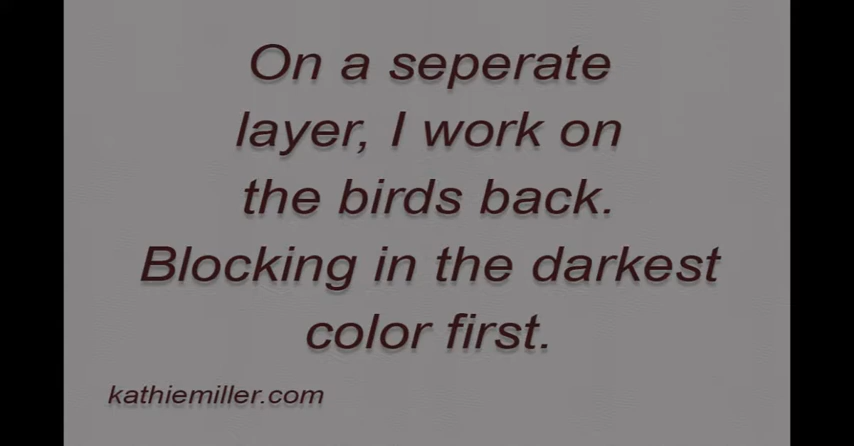 On a seperate
layer, I work on
the birds back.
Blocking in the darkest
color first.
kathiemiller.com